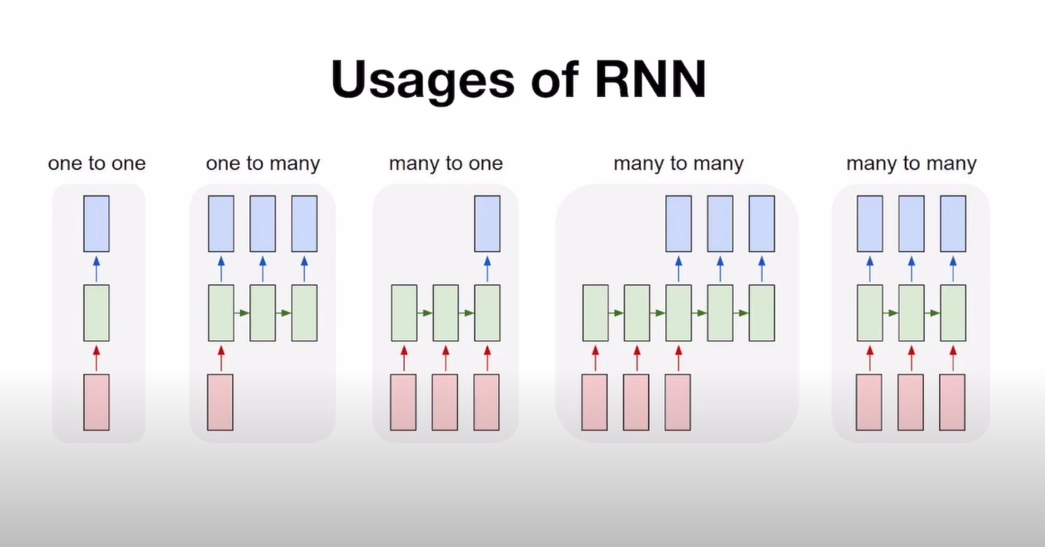 Usages of RNN
one to one
one to many
many to one
many to many
many to many